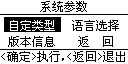 系统参数
自定类型 语言选择
版本信息 返 回
<确定>执行,<返回>退出